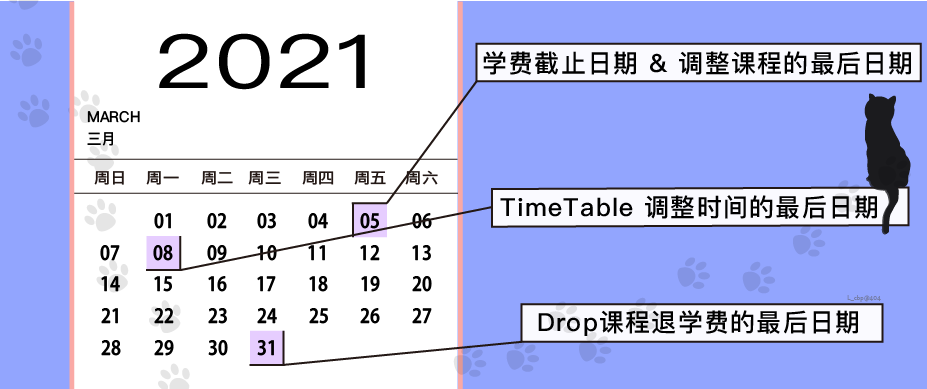 2021
MARCH
三月
周日 周一 周二 周三 周四 周五 周六
01 02 03 04 05 06
07 08 09 10 11 12 13
14 15 16 17 18 19 20
21 22 23 24 25 26 27
28 29 30 31
学费截止日期 & 调整课程的最后日期
TimeTable 调整时间的最后日期
Drop课程退学费的最后日期